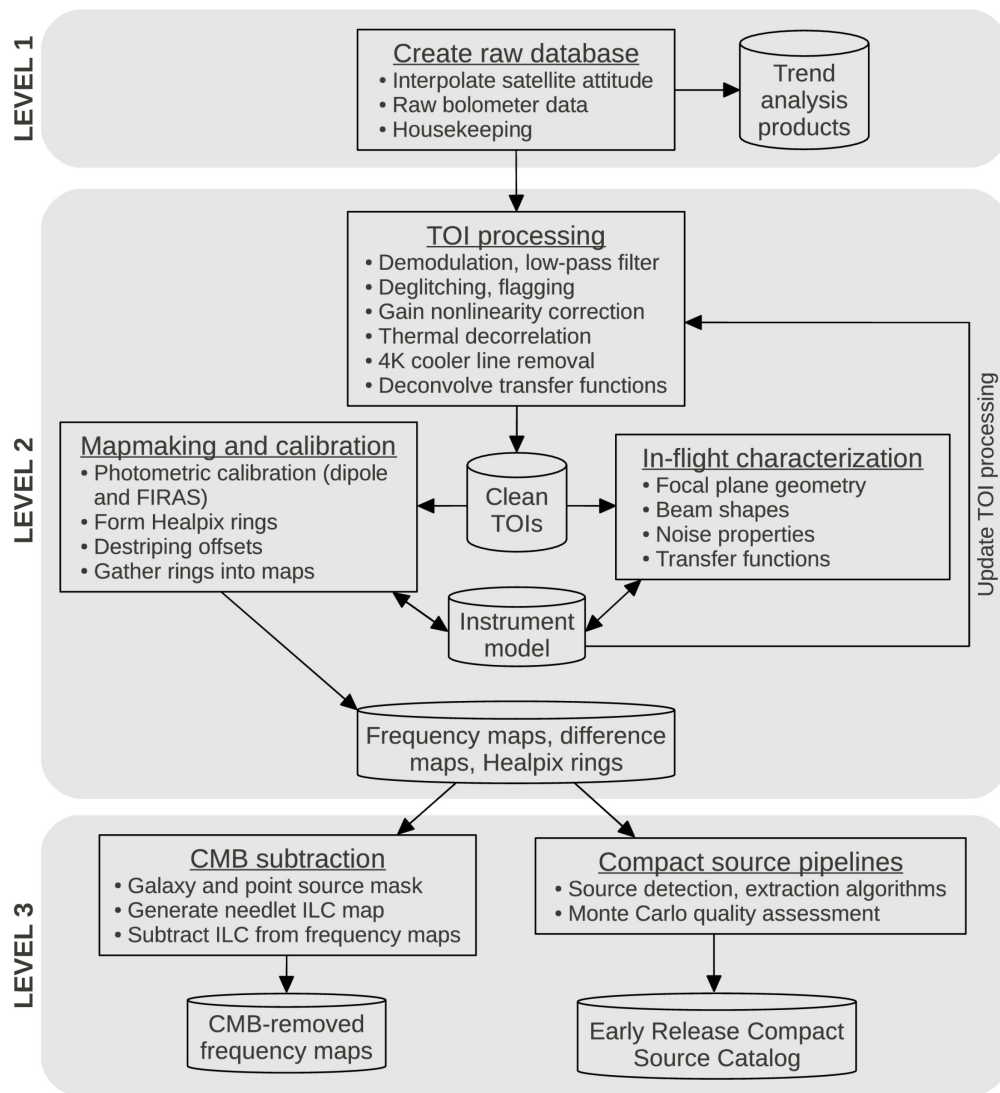 LEVEL 1
Create raw database
• Interpolate satellite attitude
• Raw bolometer data
• Housekeeping
Trend
analysis
products
LEVEL 2
TOI processing
• Demodulation, low-pass filter
• Deglitching, flagging
• Gain nonlinearity correction
• Thermal decorrelation
• 4K cooler line removal
• Deconvolve transfer functions
Mapmaking and calibration
• Photometric calibration (dipole
and FIRAS)
• Form Healpix rings
• Destriping offsets
• Gather rings into maps
Clean
TOIs
In-flight characterization
• Focal plane geometry
• Beam shapes
• Noise properties
• Transfer functions
Update TOI processing
Instrument
model
Frequency maps, difference
maps, Healpix rings
LEVEL 3
CMB subtraction
• Galaxy and point source mask
• Generate needlet ILC map
• Subtract ILC from frequency maps
Compact source pipelines
• Source detection, extraction algorithms
• Monte Carlo quality assessment
CMB-removed
frequency maps
Early Release Compact
Source Catalog